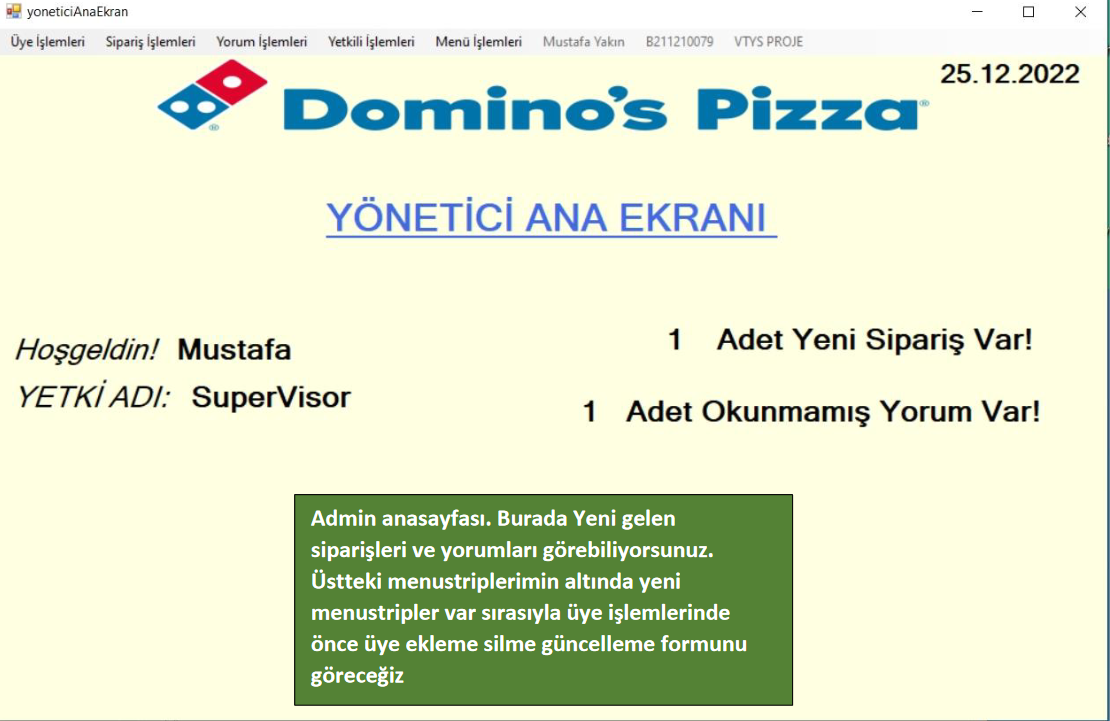 yoneticiAnaEkran
Üye İşlemleri Sipariş İşlemleri Yorum İşlemleri Yetkili İşlemleri Menü İşlemleri Mustafa Yakın B211210079 VTYS PROJE
25.12.2022
Domino's Pizza®
YÖNETİCİ ANA EKRANI
Hoşgeldin! Mustafa
YETKİ ADI: SuperVisor
1 Adet Yeni Sipariş Var!
1 Adet Okunmamış Yorum Var!
Admin anasayfası. Burada Yeni gelen
siparişleri ve yorumları görebiliyorsunuz.
Üstteki menustriplerimin altında yeni
menustripler var sırasıyla üye işlemlerinde
önce üye ekleme silme güncelleme formunu
göreceğiz